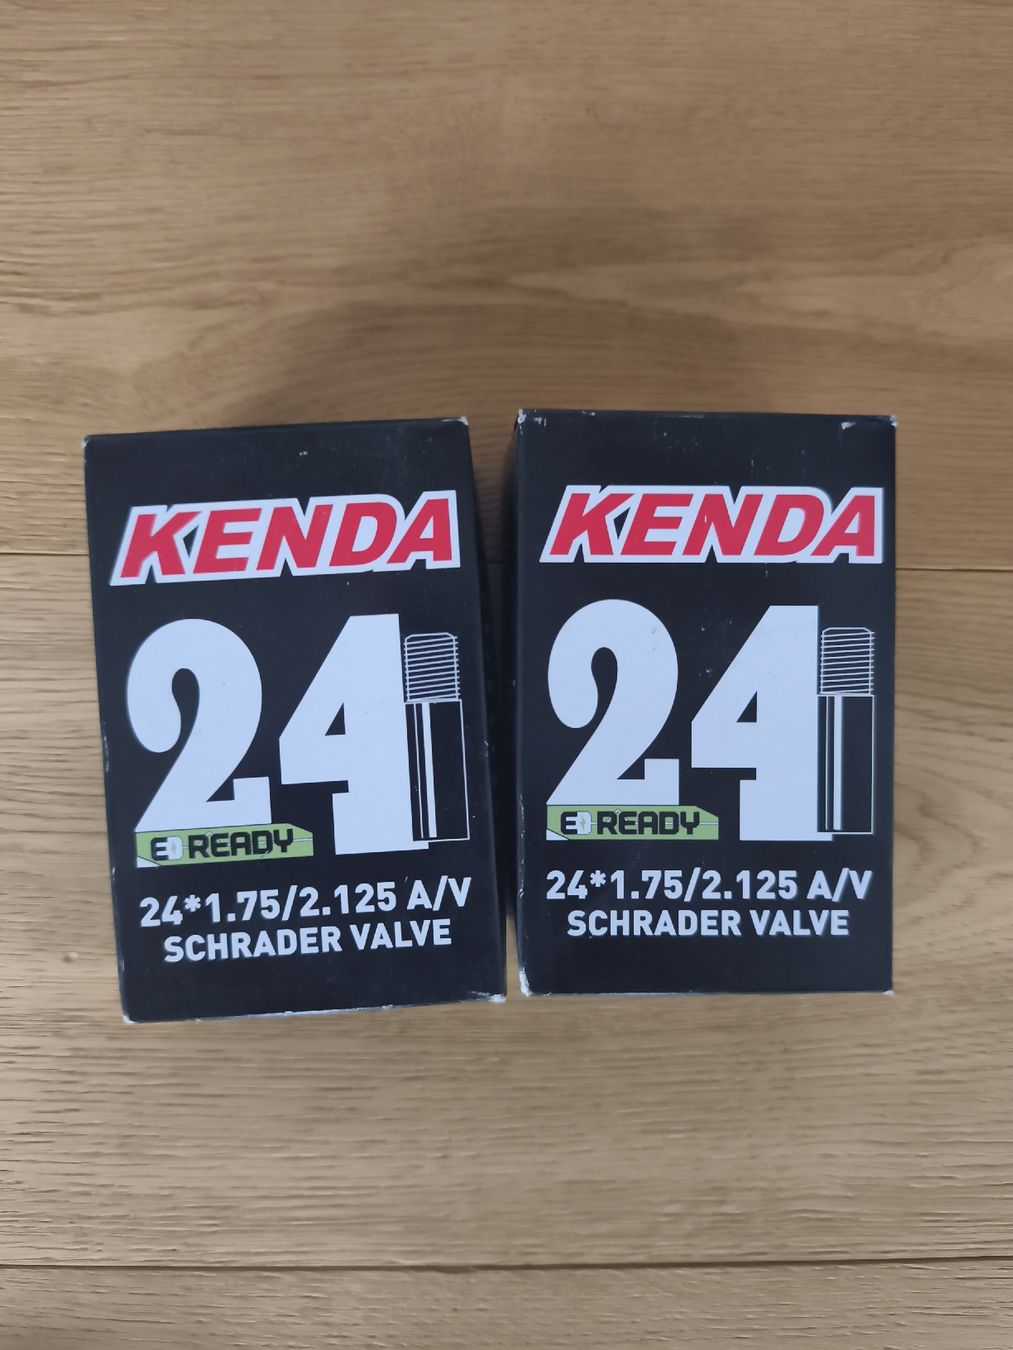 KENDA
24
E READY
24*1.75/2.125 A/V
SCHRADER VALVE
KENDA
24
E READY
24*1.75/2.125 A/V
SCHRADER VALVE